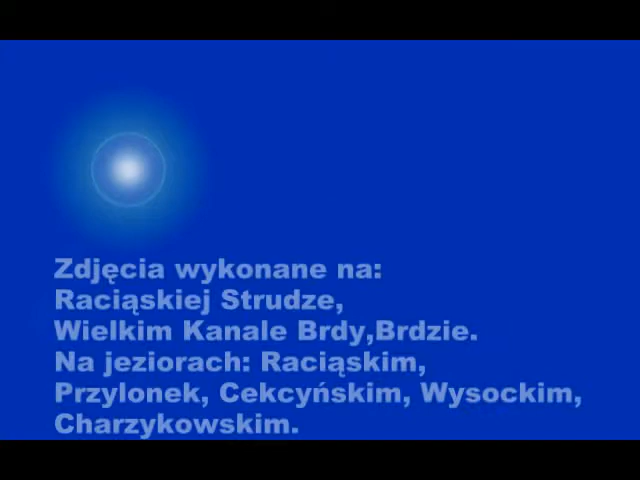 Zdjęcia wykonane na:
Raciąskiej Strudze,
Wielkim Kanale Brdy,Brdzie.
Na jeziorach: Raciąskim,
Przylonek, Cekcyńskim, Wysockim,
Charzykowskim.